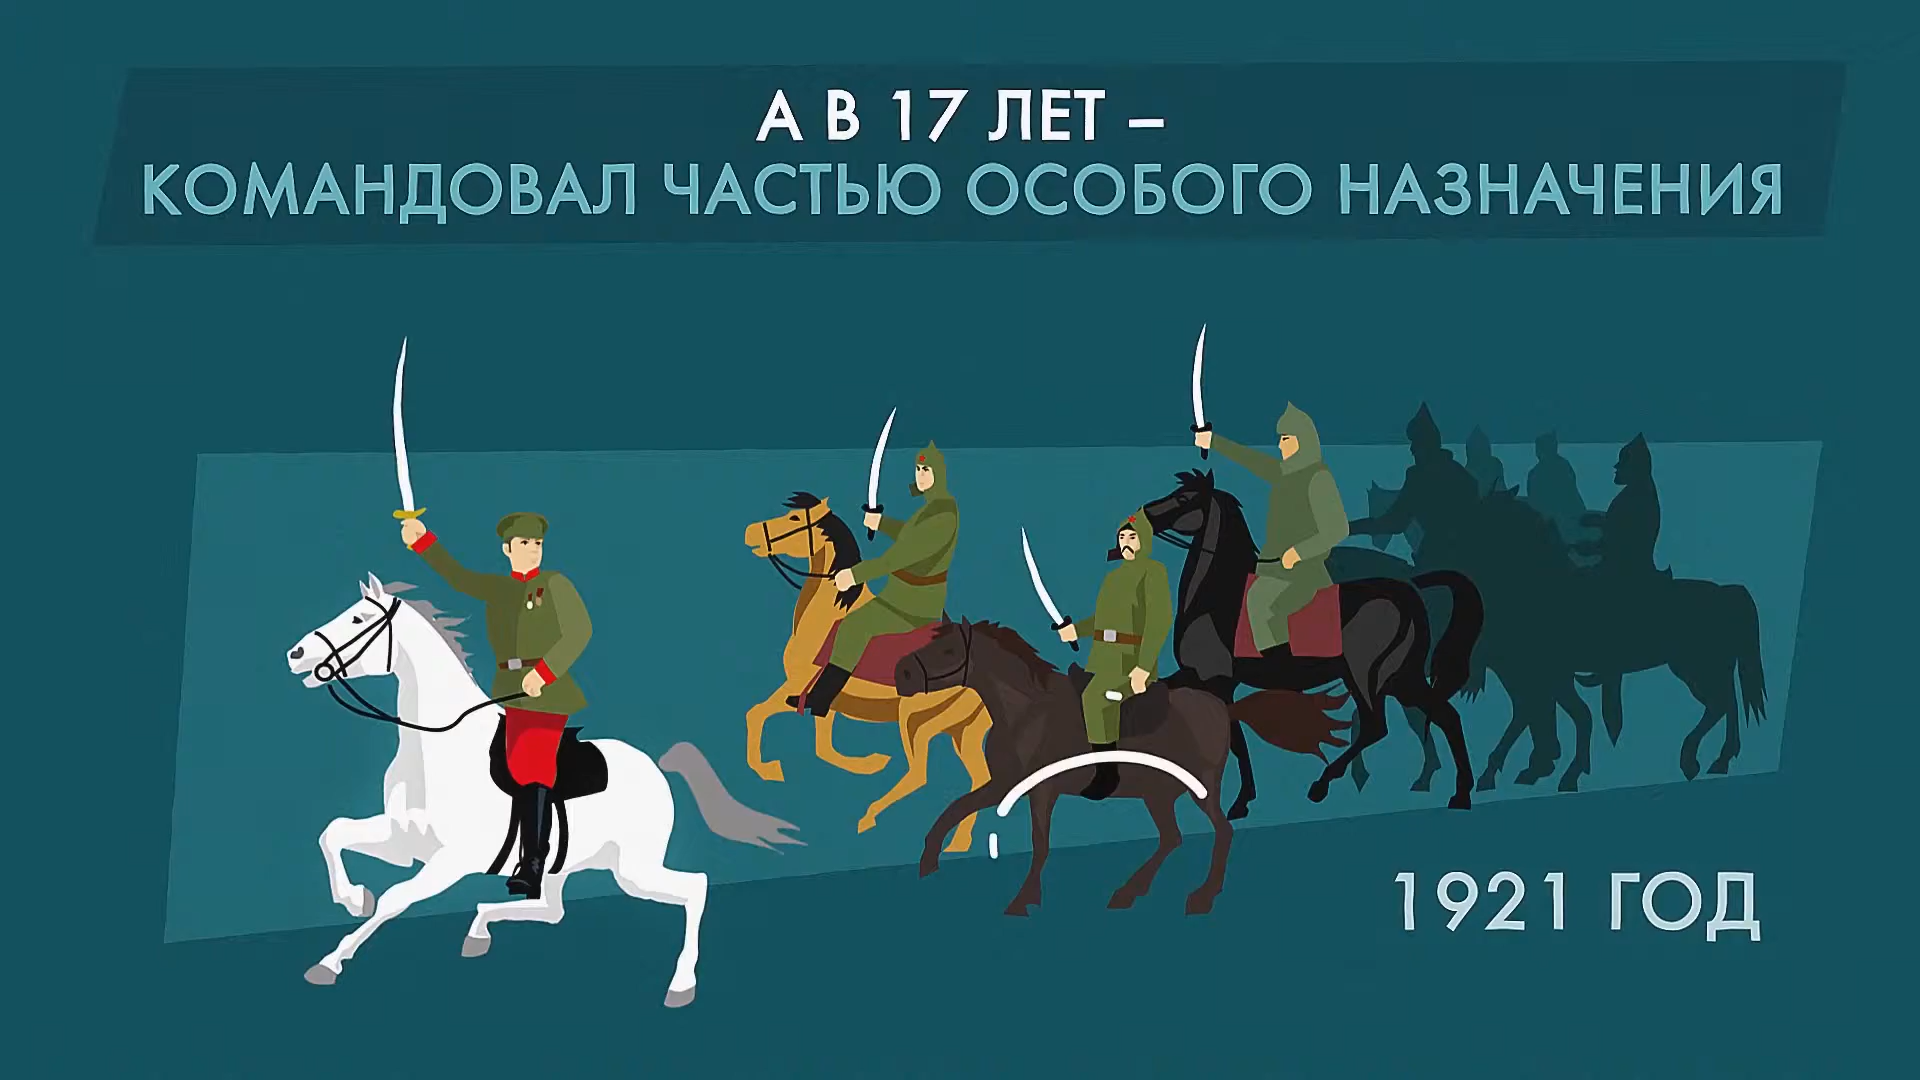 А В 17 ЛЕТ –
КОМАНДОВАЛ ЧАСТЬЮ ОСОБОГО НАЗНАЧЕНИЯ
1921 ГОД